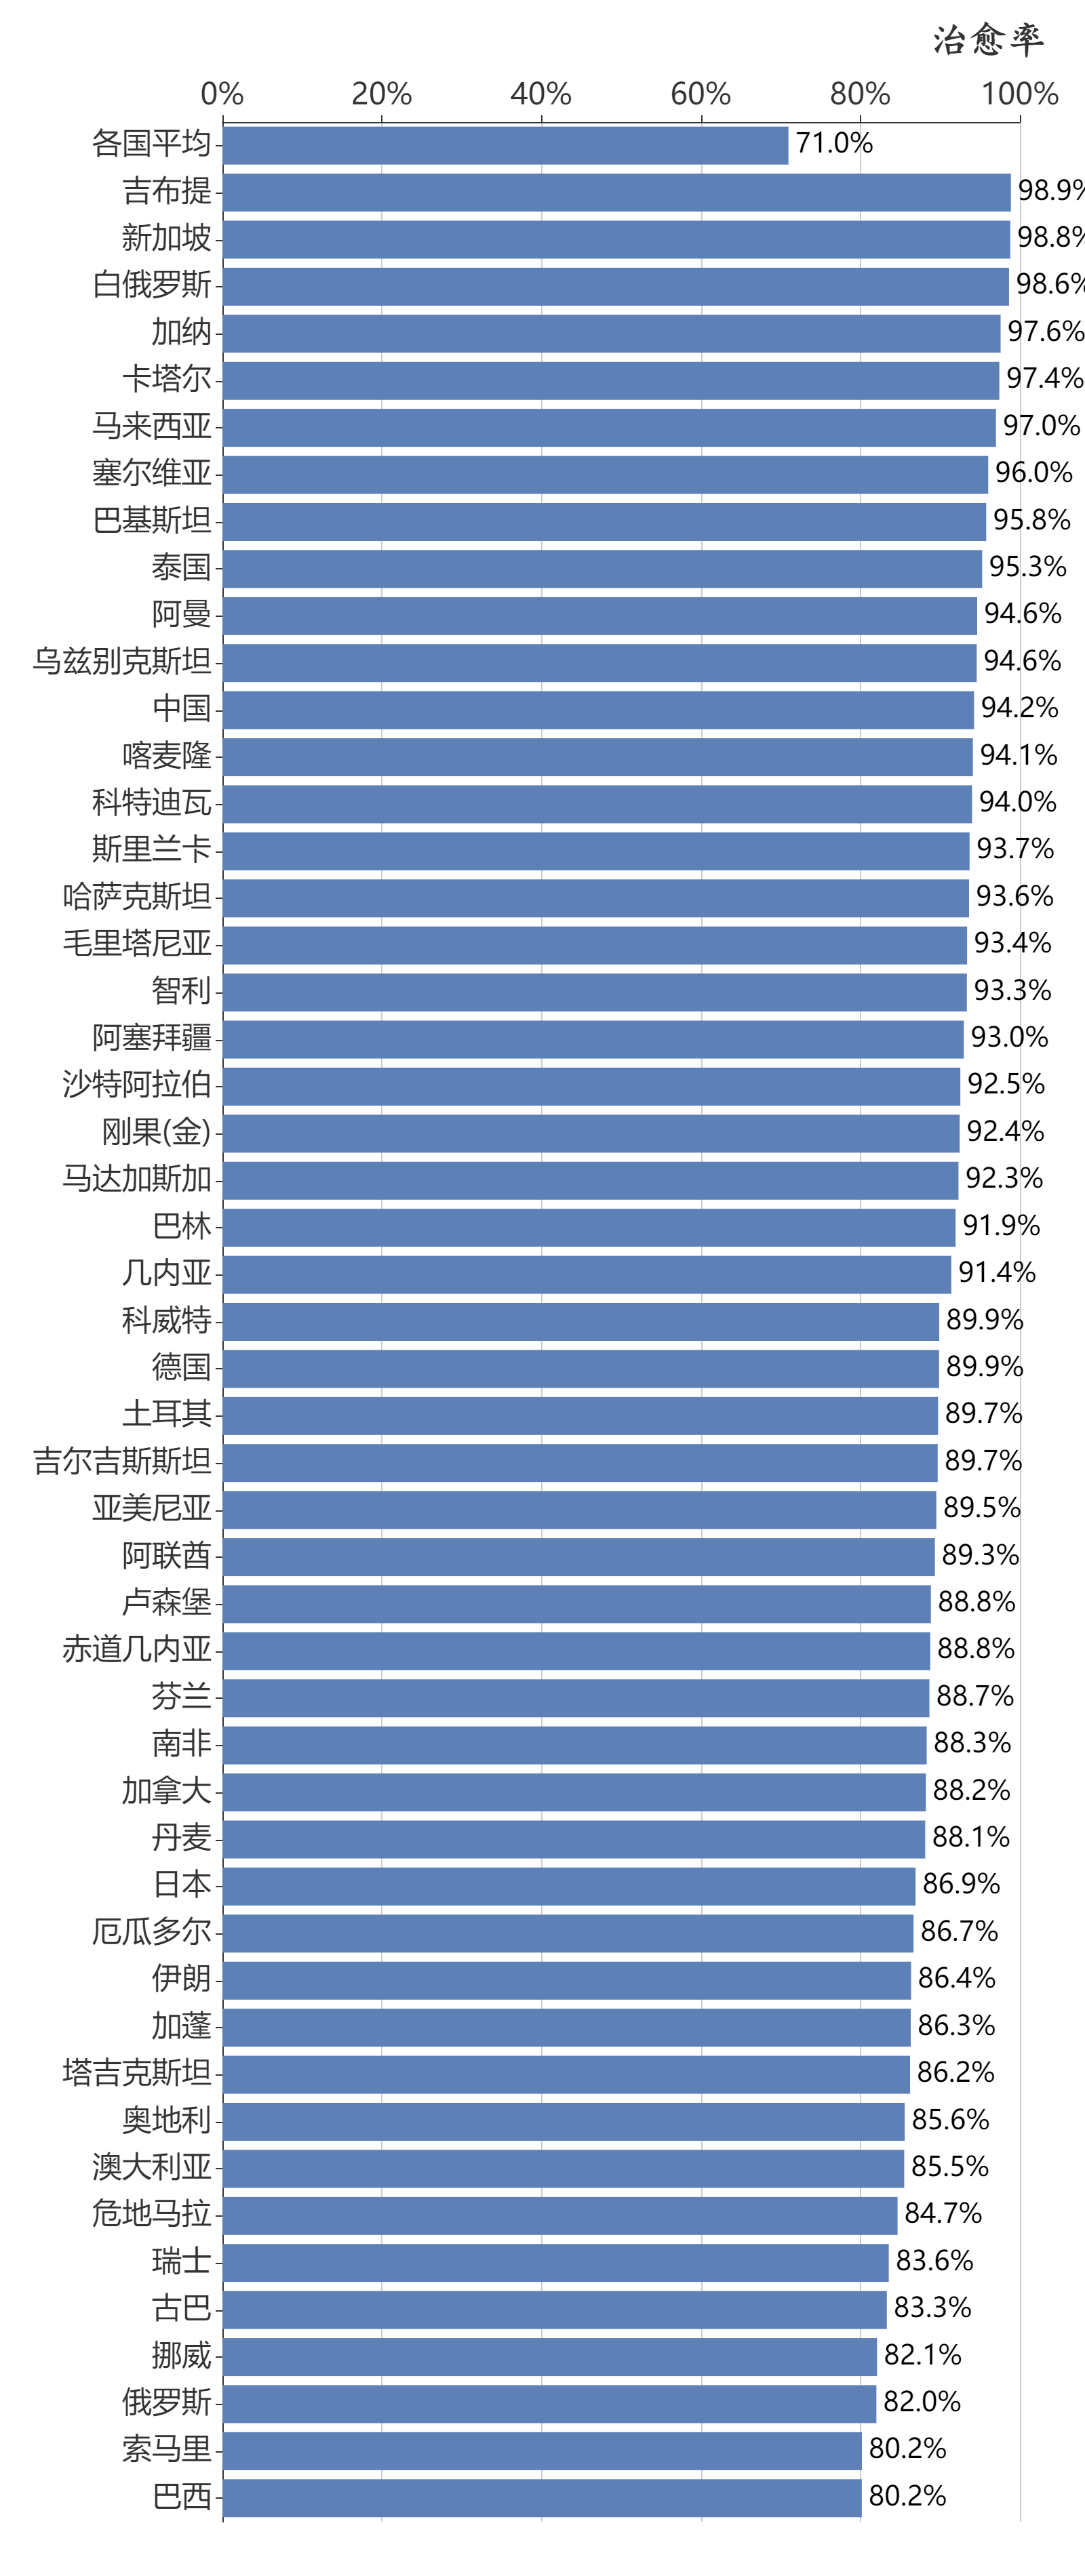 治愈率
0% 20% 40% 60% 80% 100%
各国平均 71.0%
吉布提 98.9%
新加坡 98.8%
白俄罗斯 98.6%
加纳 97.6%
卡塔尔 97.4%
马来西亚 97.0%
塞尔维亚 96.0%
巴基斯坦 95.8%
泰国 95.3%
阿曼 94.6%
乌兹别克斯坦 94.6%
中国 94.2%
喀麦隆 94.1%
科特迪瓦 94.0%
斯里兰卡 93.7%
哈萨克斯坦 93.6%
毛里塔尼亚 93.4%
智利 93.3%
阿塞拜疆 93.0%
沙特阿拉伯 92.5%
刚果(金) 92.4%
马达加斯加 92.3%
巴林 91.9%
几内亚 91.4%
科威特 89.9%
德国 89.9%
土耳其 89.7%
吉尔吉斯斯坦 89.7%
亚美尼亚 89.5%
阿联酋 89.3%
卢森堡 88.8%
赤道几内亚 88.8%
芬兰 88.7%
南非 88.3%
加拿大 88.2%
丹麦 88.1%
日本 86.9%
厄瓜多尔 86.7%
伊朗 86.4%
加蓬 86.3%
塔吉克斯坦 86.2%
奥地利 85.6%
澳大利亚 85.5%
危地马拉 84.7%
瑞士 83.6%
古巴 83.3%
挪威 82.1%
俄罗斯 82.0%
索马里 80.2%
巴西 80.2%